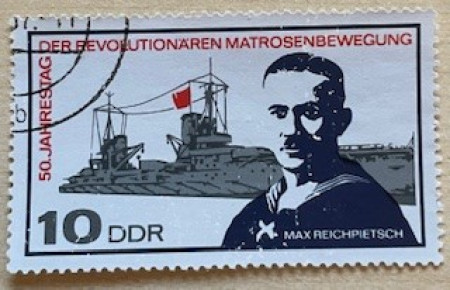 50. JAHRESTAG DER REVOLUTIONÄREN MATROSENBEWEGUNG
10 DDR
MAX REICHPIETSCH